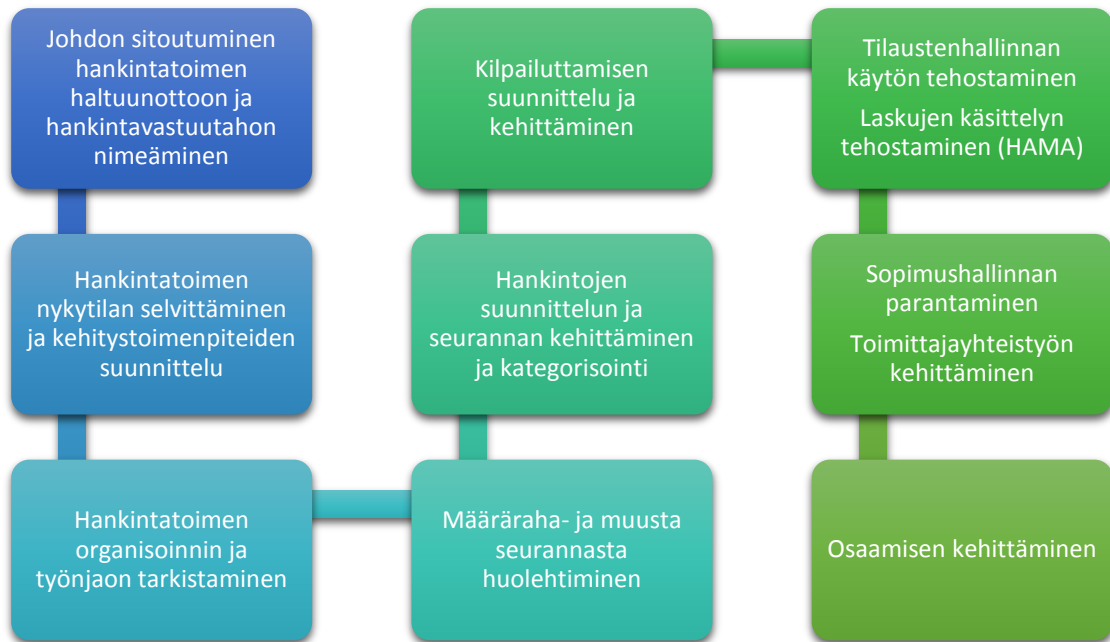 Johdon sitoutuminen
hankintatoimen
haltuunottoon ja
hankintavastuutahon
nimeäminen
Hankintatoimen
nykytilan selvittäminen
ja kehitystoimenpiteiden
suunnittelu
Hankintatoimen
organisoinnin ja
työnjaon tarkistaminen
Määräraha- ja muusta
seurannasta
huolehtiminen
Hankintojen
suunnittelun ja
seurannan kehittäminen
ja kategorisointi
Kilpailuttamisen
suunnittelu ja
kehittäminen
Tilaustenhallinnan
käytön tehostaminen
Laskujen käsittelyn
tehostaminen (HAMA)
Sopimushallinnan
parantaminen
Toimittajayhteistyön
kehittäminen
Osaamisen kehittäminen